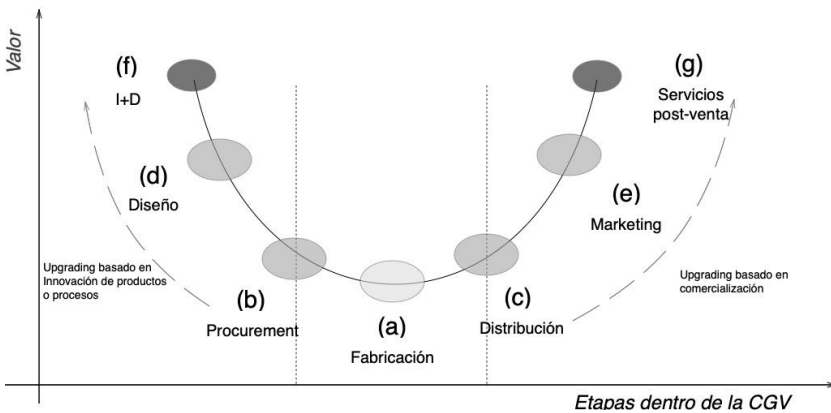 Valor
(f)
I+D
(g)
Servicios
post-venta
(d)
Diseño
(e)
Marketing
Upgrading basado en
Innovación de productos
o procesos
Upgrading basado en
comercialización
(b)
Procurement
(a)
Fabricación
(c)
Distribución
Etapas dentro de la CGV